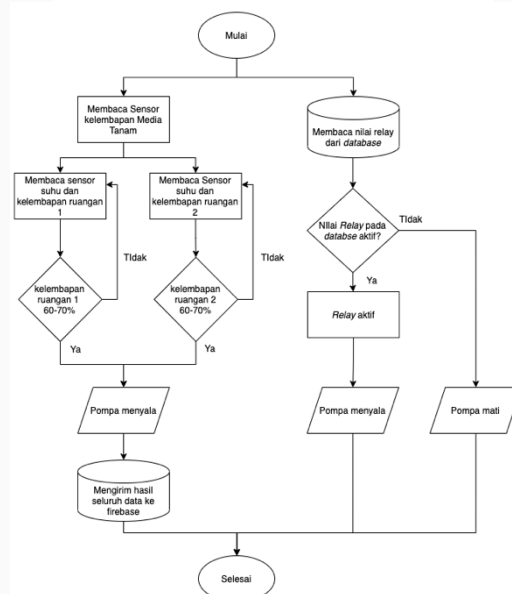 Mulai
Membaca Sensor
kelembapan Media
Tanam
Membaca nilai relay
dari database
Membaca sensor
suhu dan
kelembapan ruangan
1
Membaca Sensor
suhu dan
kelembapan ruangan
2
TIdak
TIdak
NIlai Relay pada
databse aktif?
TIdak
Ya
kelembapan
ruangan 1
60-70%
kelembapan
ruangan 2
60-70%
Relay aktif
Ya
Ya
Pompa menyala
Pompa menyala
Pompa mati
Mengirim hasil
seluruh data ke
firebase
Selesai